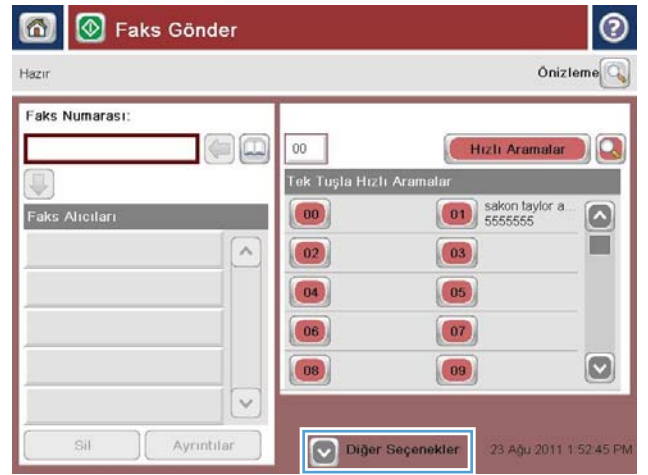 Faks Gönder
?
Hazır
Önizleme
Faks Numarası:
00
Hızlı Aramalar
Tek Tuşla Hızlı Aramalar
Faks Alıcıları
00
01
sakon taylor a...
5555555
02
03
04
05
06
07
08
09
Sil
Ayrıntılar
Diğer Seçenekler
23 Ağu 2011 1:52:45 PM